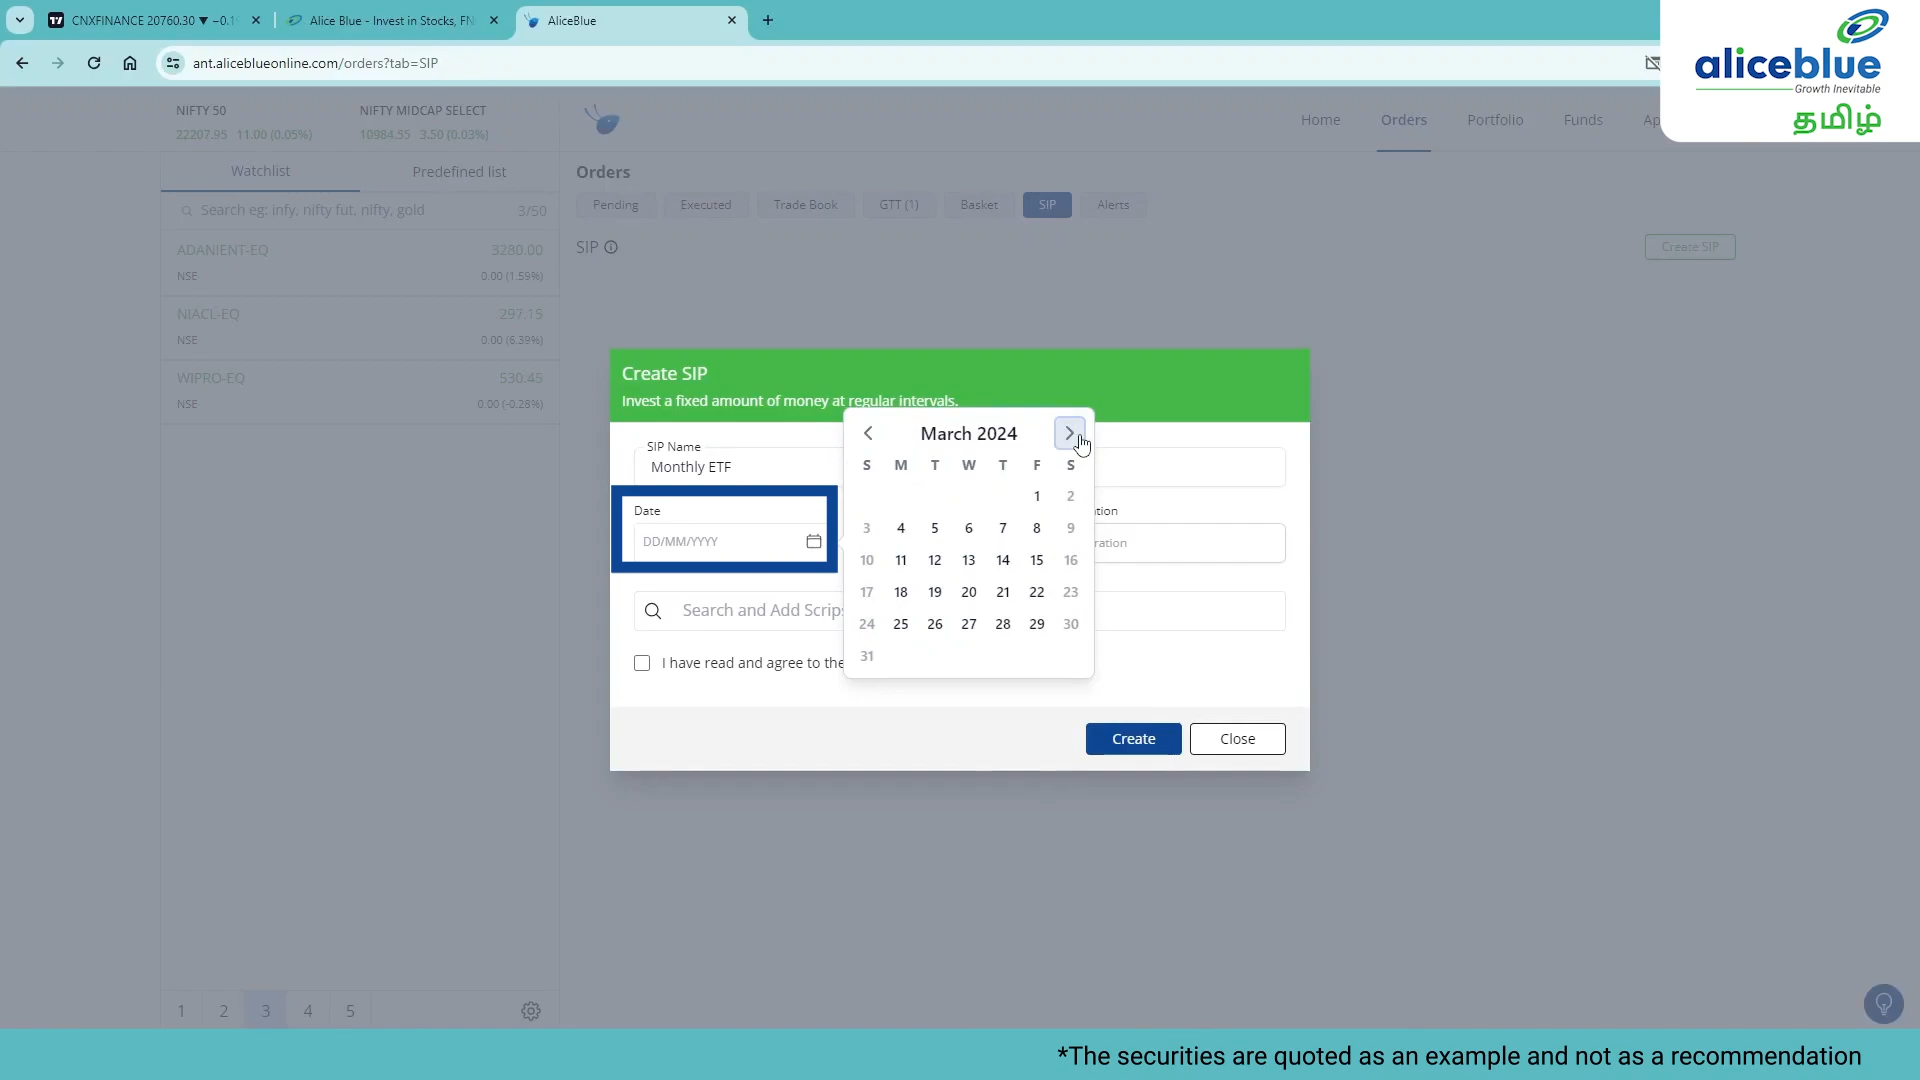 CNXFINANCE 20760.30 ▼ −0.1
Alice Blue - Invest in Stocks, FN
AliceBlue
ant.aliceblueonline.com/orders?tab=SIP
aliceblue
Growth Inevitable
தமிழ்
NIFTY 50
22207.95 11.00 (0.05%)
NIFTY MIDCAP SELECT
10984.55 3.50 (0.03%)
Home Orders Portfolio Funds Ap
Watchlist Predefined list
Search eg: infy, nifty fut, nifty, gold 3/50
ADANIENT-EQ 3280.00
NSE 0.00 (1.59%)
NIACL-EQ 297.15
NSE 0.00 (6.39%)
WIPRO-EQ 530.45
NSE 0.00 (-0.28%)
Orders
Pending Executed Trade Book GTT (1) Basket SIP Alerts
SIP
Create SIP
Create SIP
Invest a fixed amount of money at regular intervals.
SIP Name
Monthly ETF
Date
DD/MM/YYYY
March 2024
S M T W T F S
1 2
3 4 5 6 7 8 9
10 11 12 13 14 15 16
17 18 19 20 21 22 23
24 25 26 27 28 29 30
31
ation
ration
Search and Add Scrips
I have read and agree to the
Create Close
1 2 3 4 5
*The securities are quoted as an example and not as a recommendation